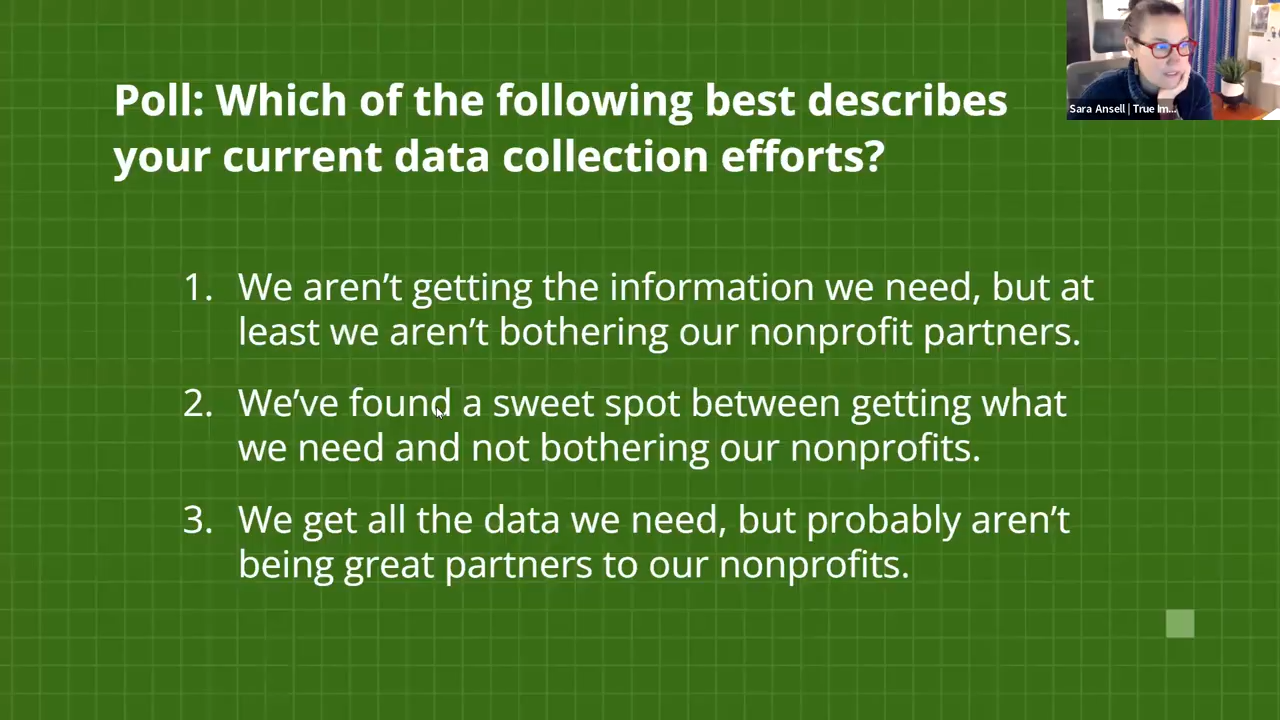 Sara Ansell | True Im...
Poll: Which of the following best describes
your current data collection efforts?
1. We aren’t getting the information we need, but at
least we aren’t bothering our nonprofit partners.
2. We’ve found a sweet spot between getting what
we need and not bothering our nonprofits.
3. We get all the data we need, but probably aren’t
being great partners to our nonprofits.